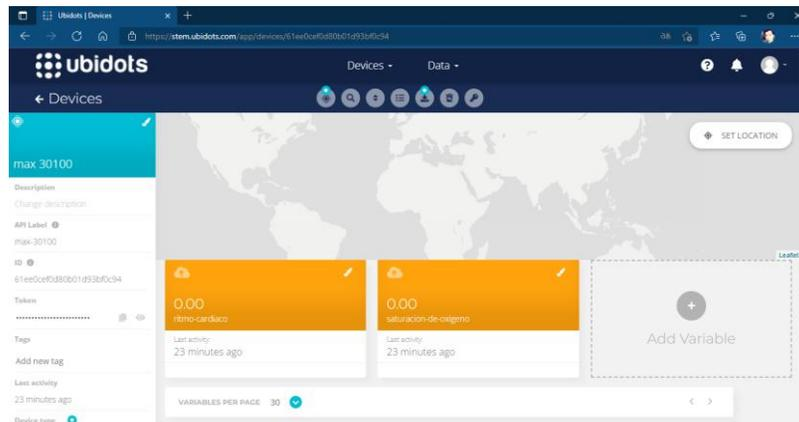 Ubidots | Devices
https://stem.ubidots.com/app/devices/61ee0cef0d80b01d93bf0c94
ubidots
Devices
Data
Devices
SET LOCATION
max 30100
Description
Change description
API Label
max-30100
ID
61ee0cef0d80b01d93bf0c94
Token
Tags
Add new tag
Last activity
23 minutes ago
Device type
Leaflet
0.00
ritmo-cardiaco
Last activity:
23 minutes ago
0.00
saturacion-de-oxigeno
Last activity:
23 minutes ago
Add Variable
VARIABLES PER PAGE 30